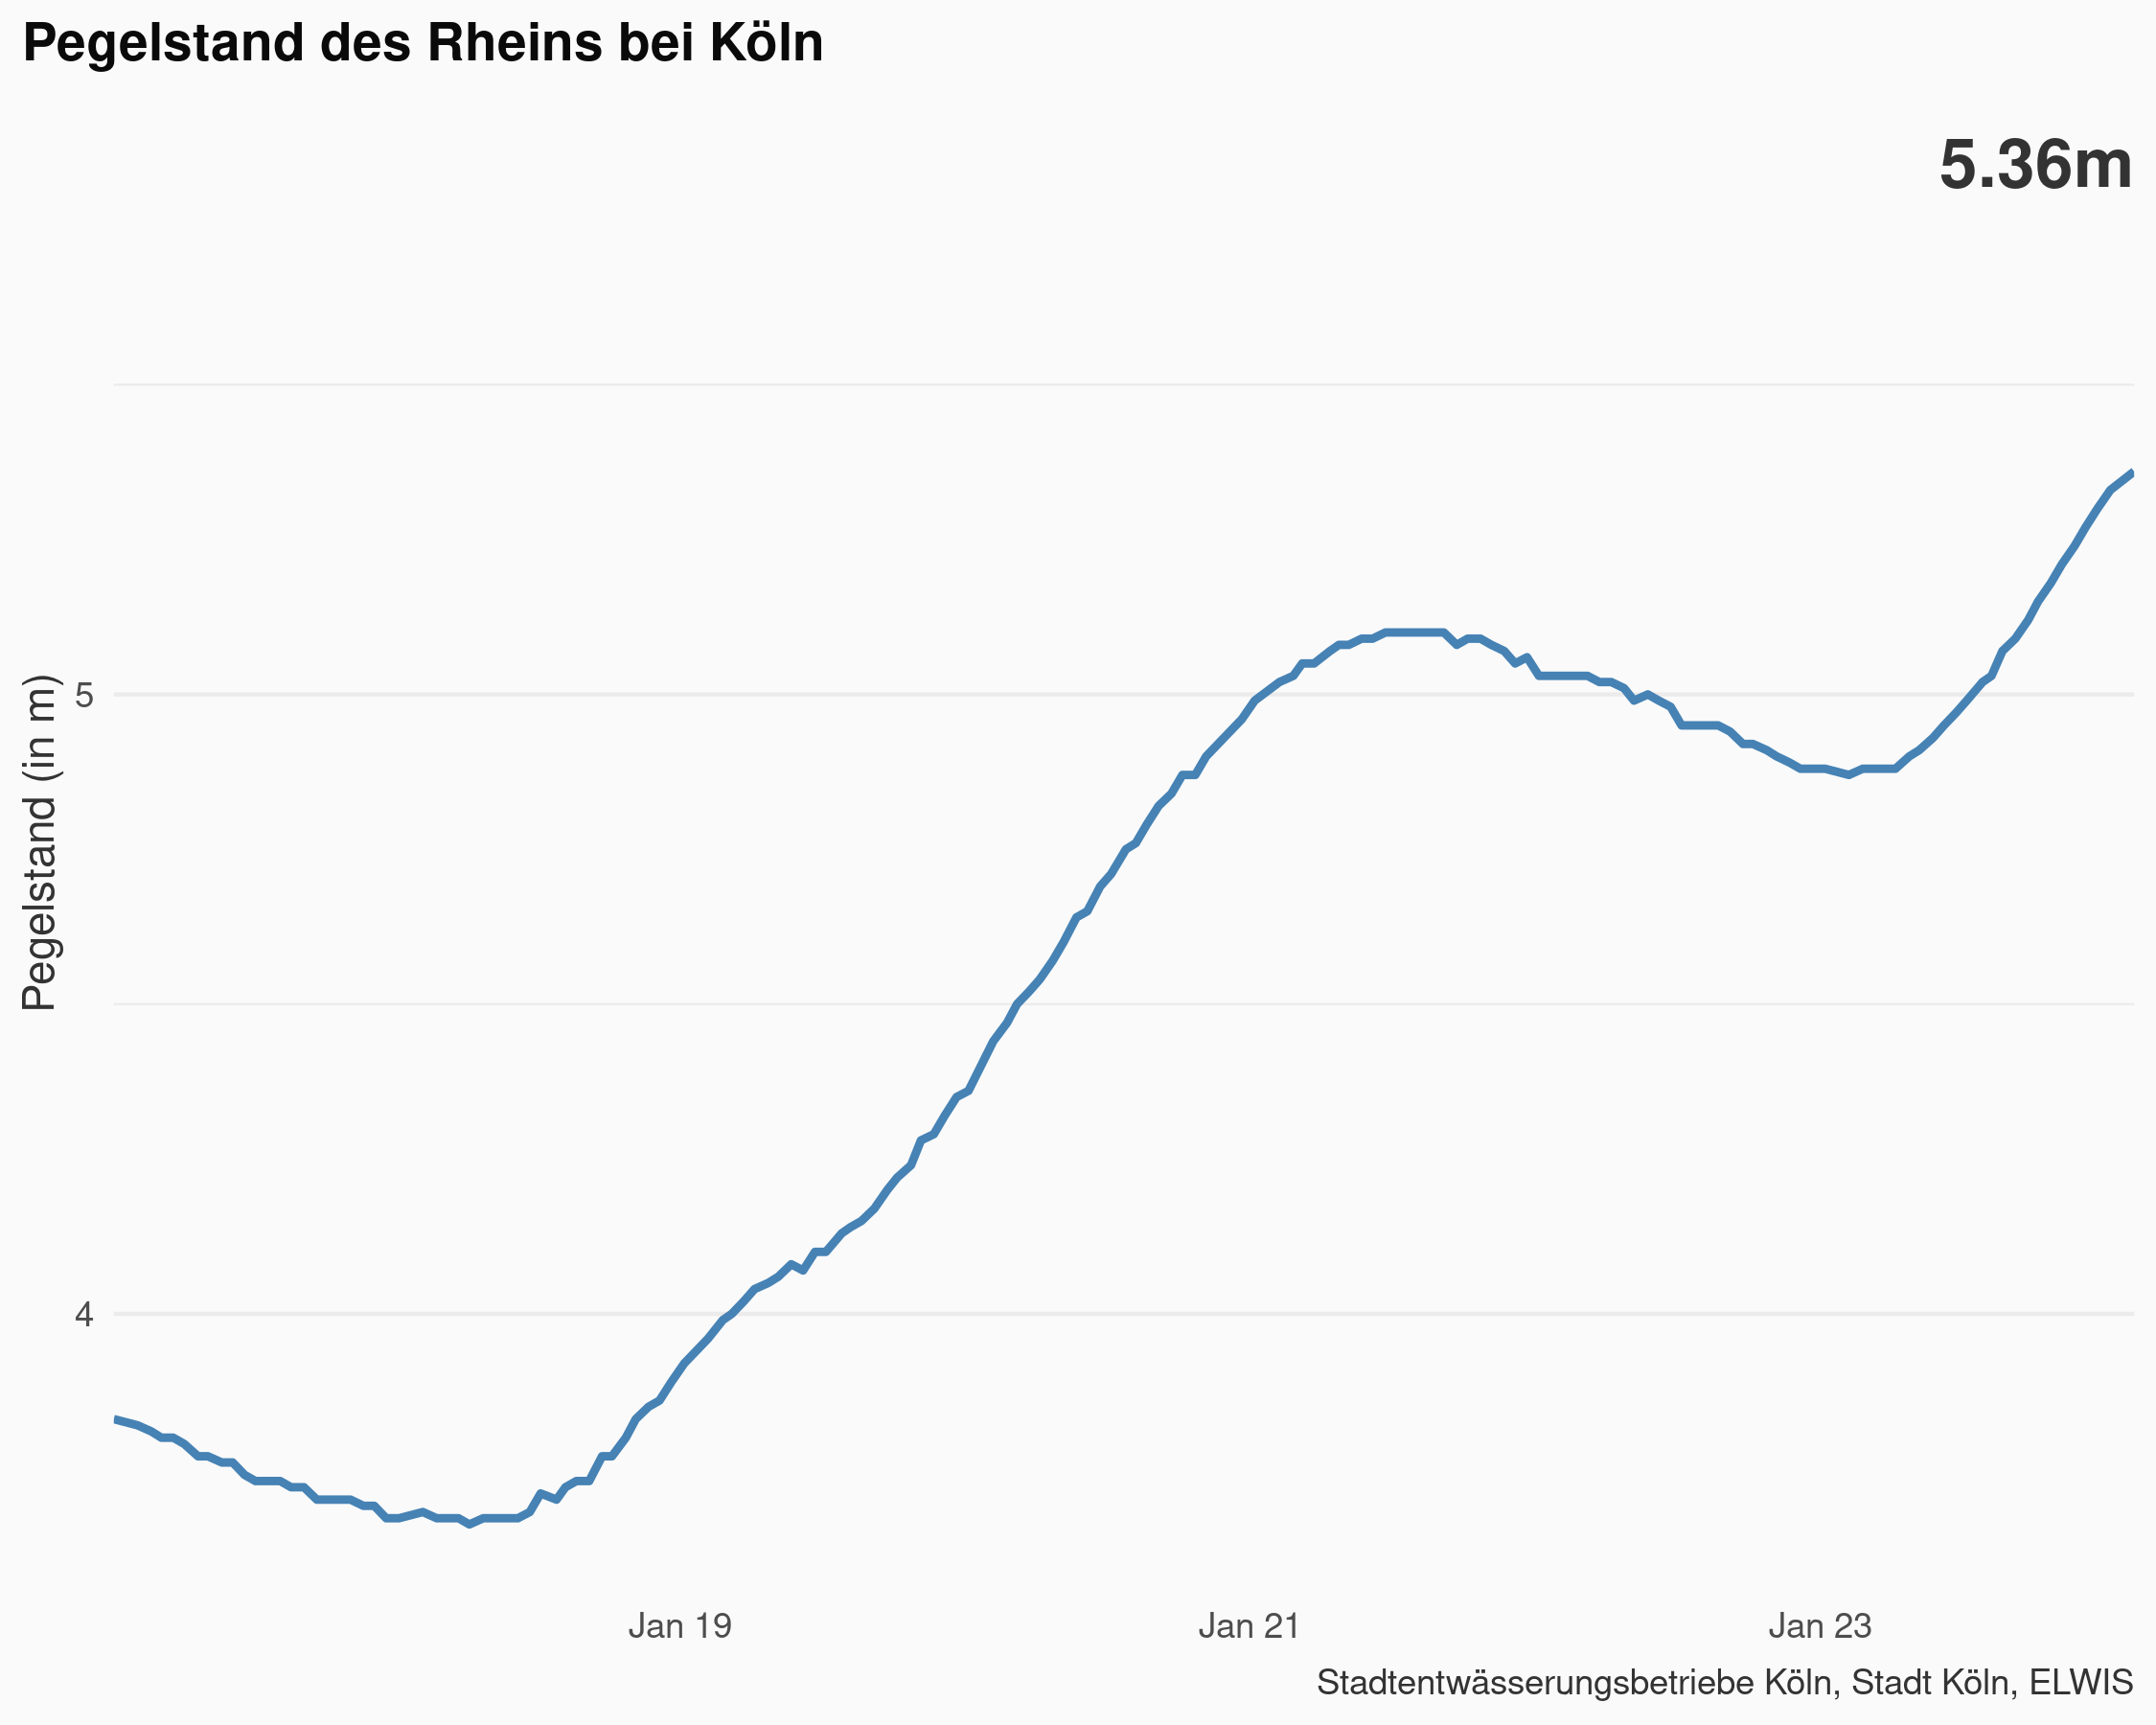 Pegelstand des Rheins bei Köln
5.36m
Pegelstand (in m)
5
4
Jan 19
Jan 21
Jan 23
Stadtentwässerungsbetriebe Köln, Stadt Köln, ELWIS